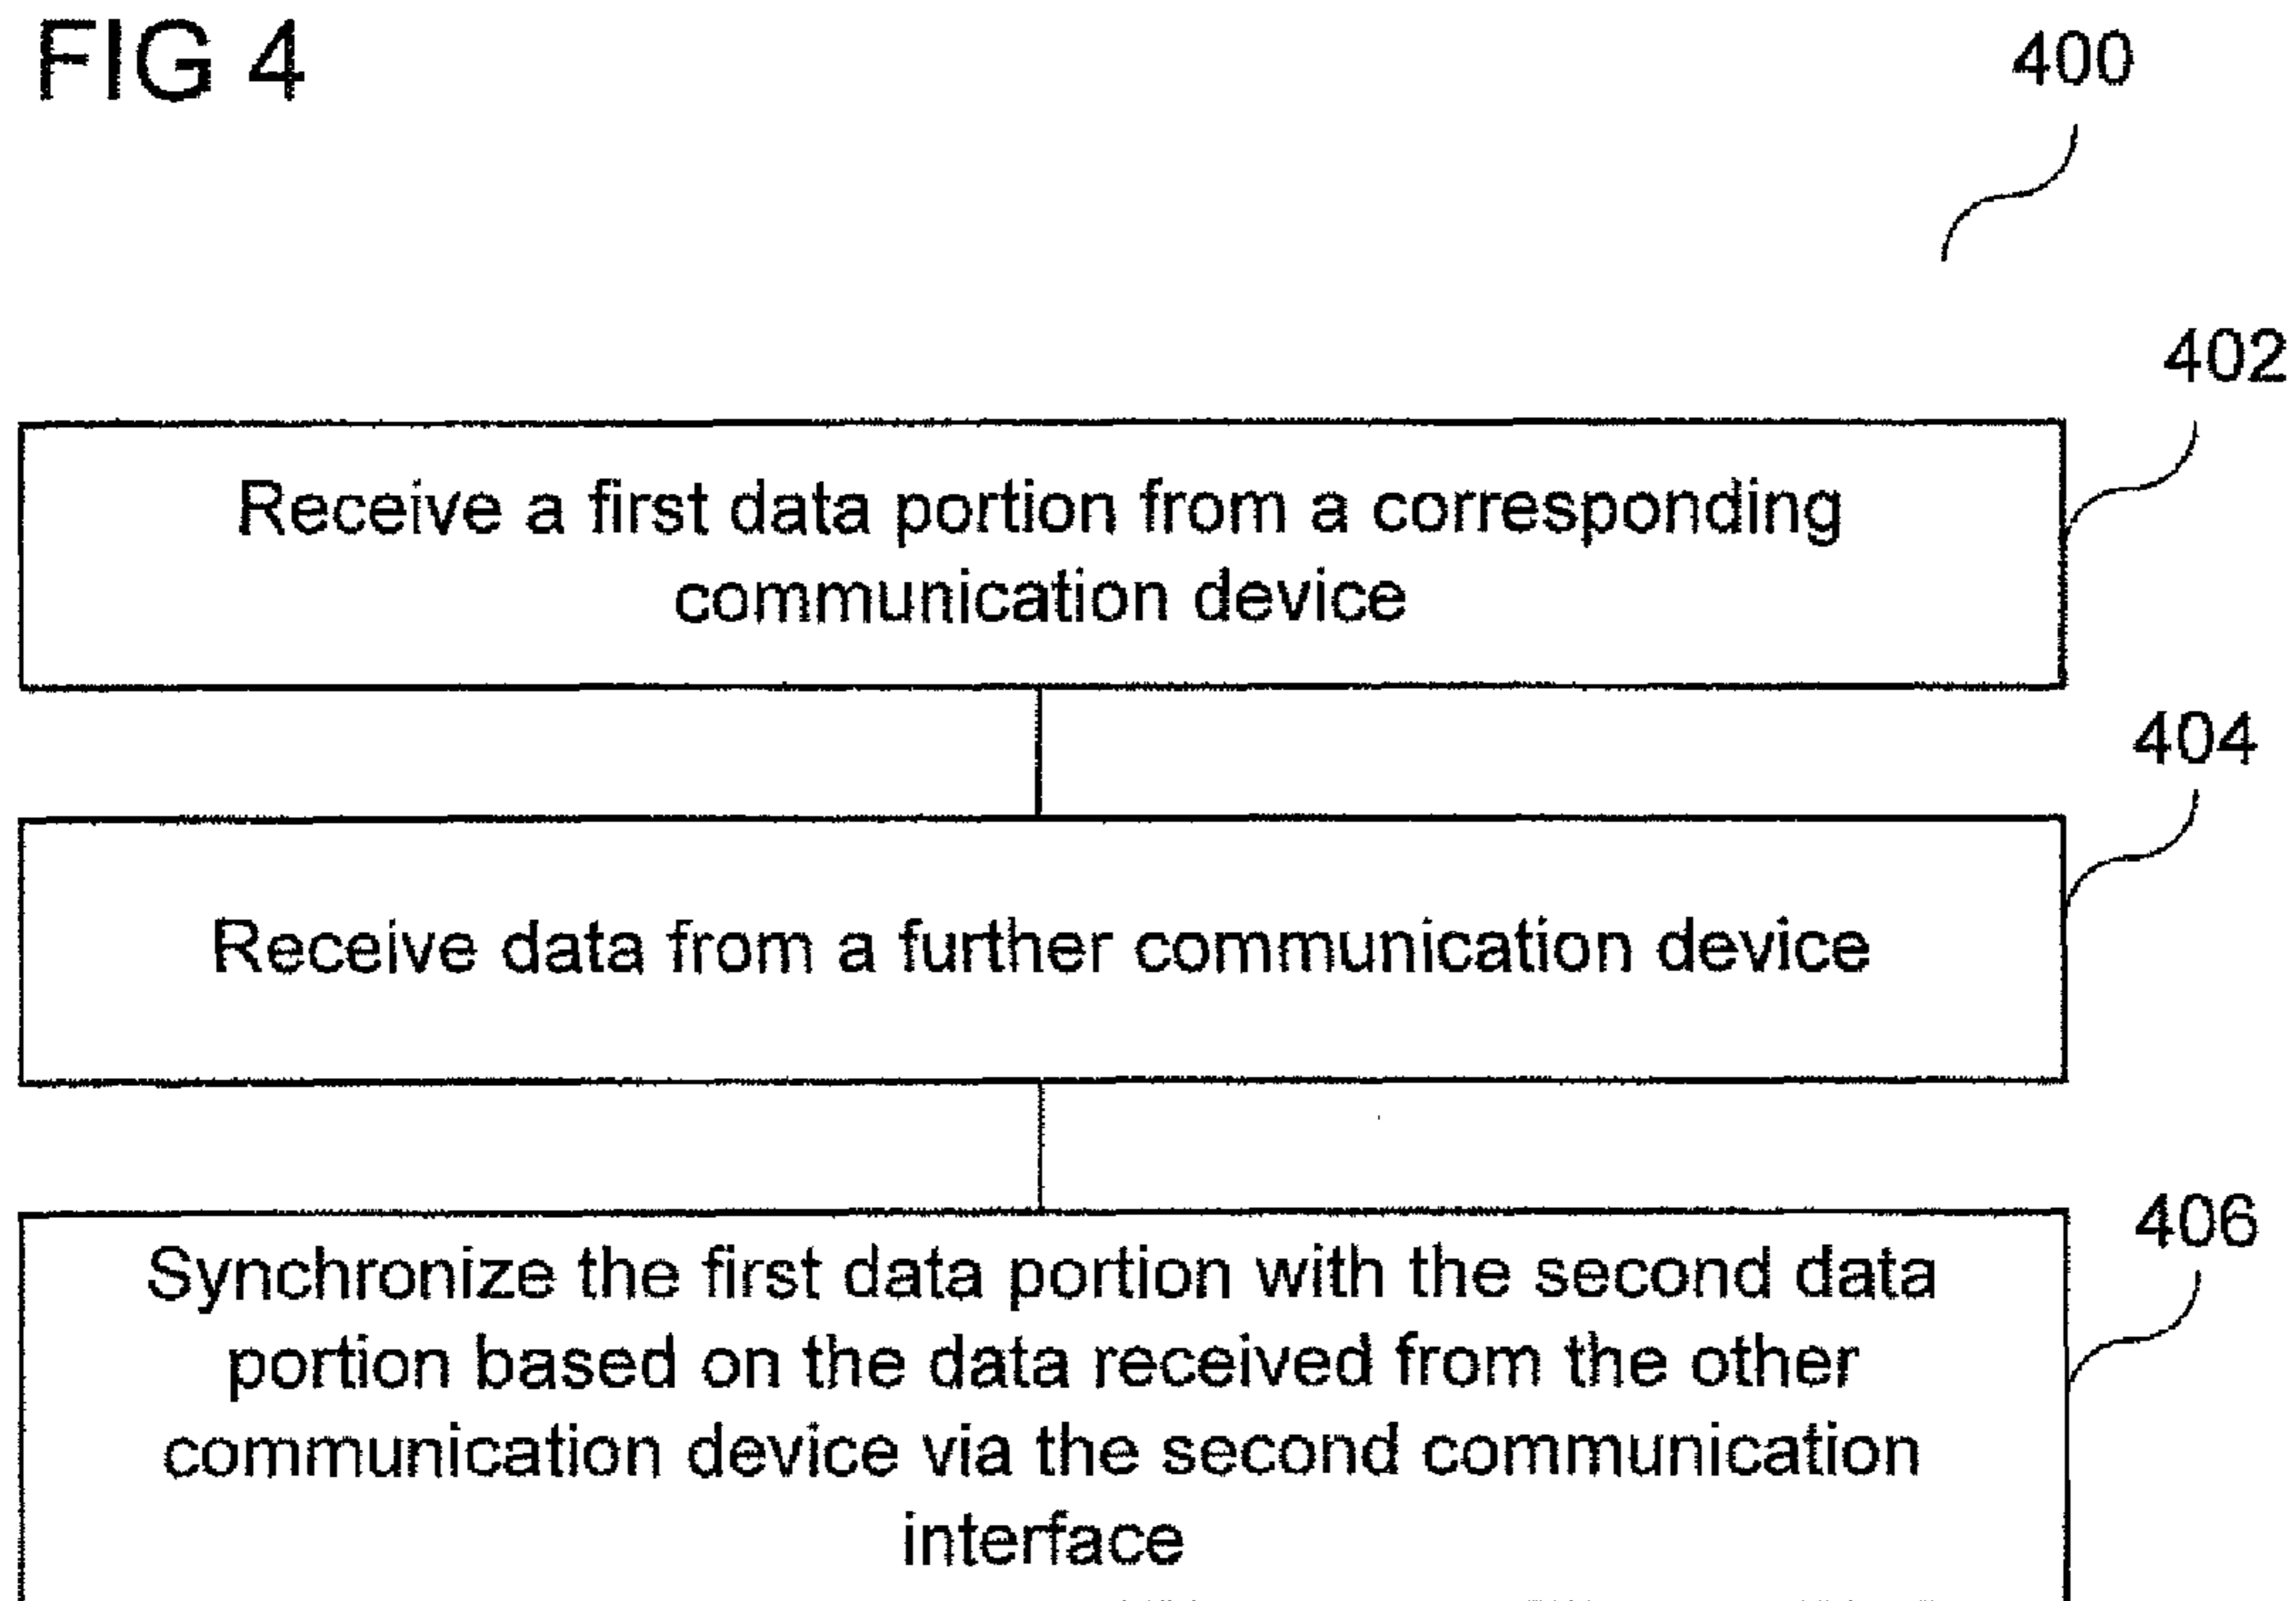 FIG 4
400
402
Receive a first data portion from a corresponding
communication device
404
Receive data from a further communication device
406
Synchronize the first data portion with the second data
portion based on the data received from the other
communication device via the second communication
interface